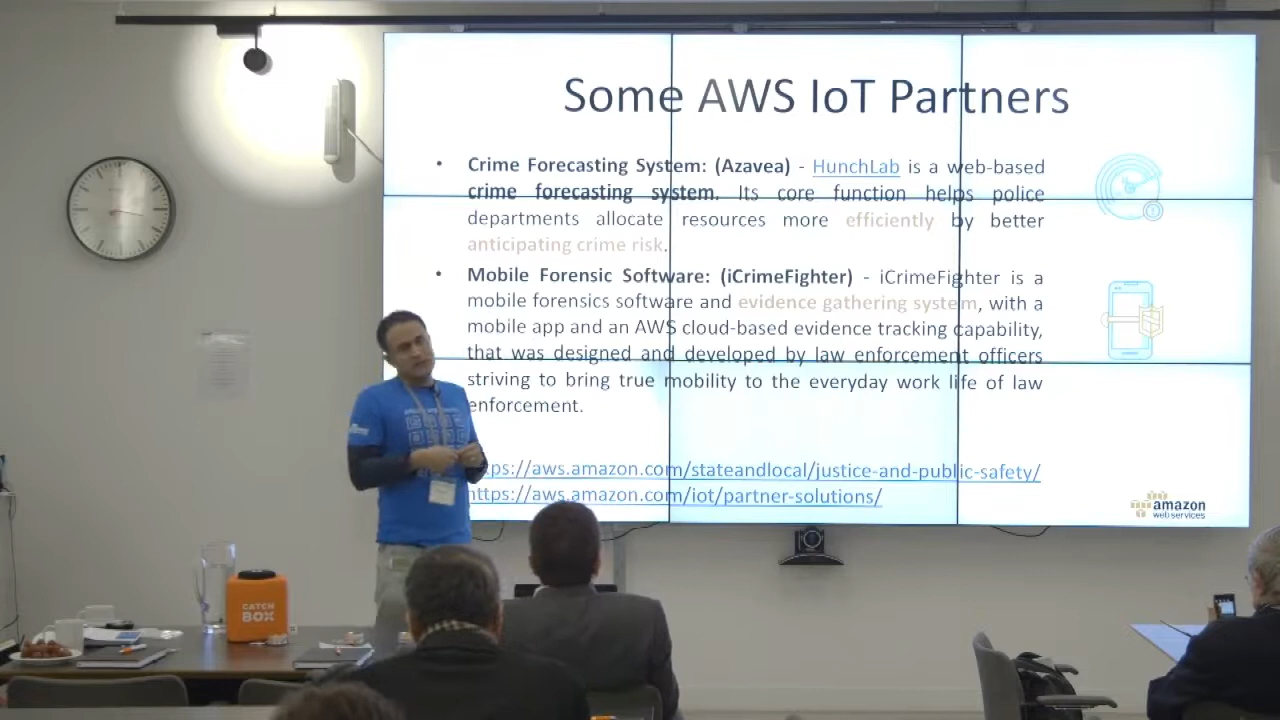 Some AWS IoT Partners
• Crime Forecasting System: (Azavea) - HunchLab is a web-based
crime forecasting system. Its core function helps police
departments allocate resources more efficiently by better
anticipating crime risk.
• Mobile Forensic Software: (iCrimeFighter) - iCrimeFighter is a
mobile forensics software and evidence gathering system, with a
mobile app and an AWS cloud-based evidence tracking capability,
that was designed and developed by law enforcement officers
striving to bring true mobility to the everyday work life of law
enforcement.
ps://aws.amazon.com/stateandlocal/justice-and-public-safety/
https://aws.amazon.com/iot/partner-solutions/
amazon
web services
CATCH
BOX